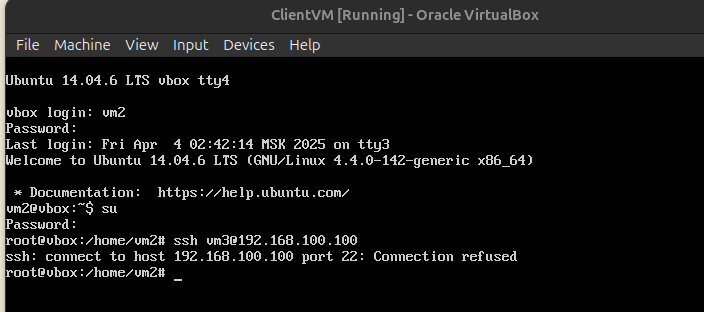 ClientVM [Running] - Oracle VirtualBox
File Machine View Input Devices Help
Ubuntu 14.04.6 LTS vbox tty4
vbox login: vm2
Password:
Last login: Fri Apr  4 02:42:14 MSK 2025 on tty3
Welcome to Ubuntu 14.04.6 LTS (GNU/Linux 4.4.0-142-generic x86_64)
 * Documentation:  https://help.ubuntu.com/
vm2@vbox:~$ su
Password:
root@vbox:/home/vm2# ssh vm3@192.168.100.100
ssh: connect to host 192.168.100.100 port 22: Connection refused
root@vbox:/home/vm2# _